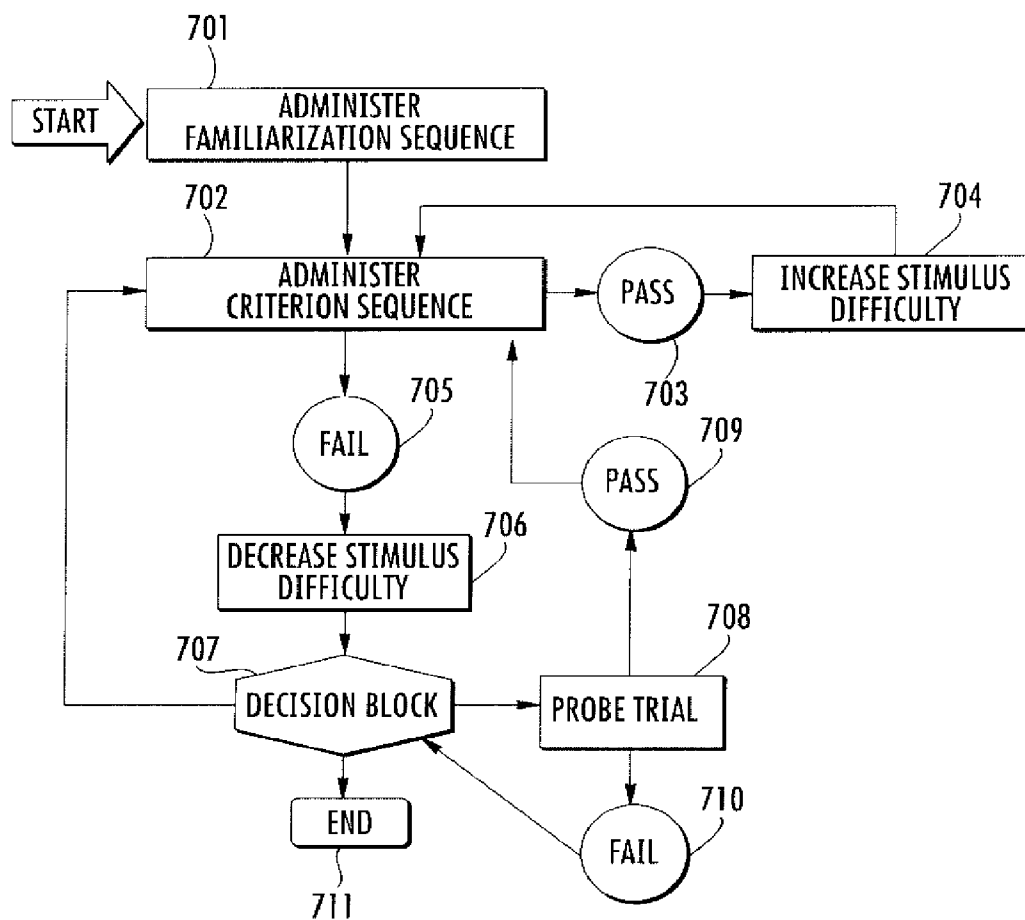 701
START
ADMINISTER
FAMILIARIZATION SEQUENCE
702
704
ADMINISTER
CRITERION SEQUENCE
PASS
INCREASE STIMULUS
DIFFICULTY
703
705
FAIL
709
PASS
706
DECREASE STIMULUS
DIFFICULTY
708
707
DECISION BLOCK
PROBE TRIAL
710
END
FAIL
711